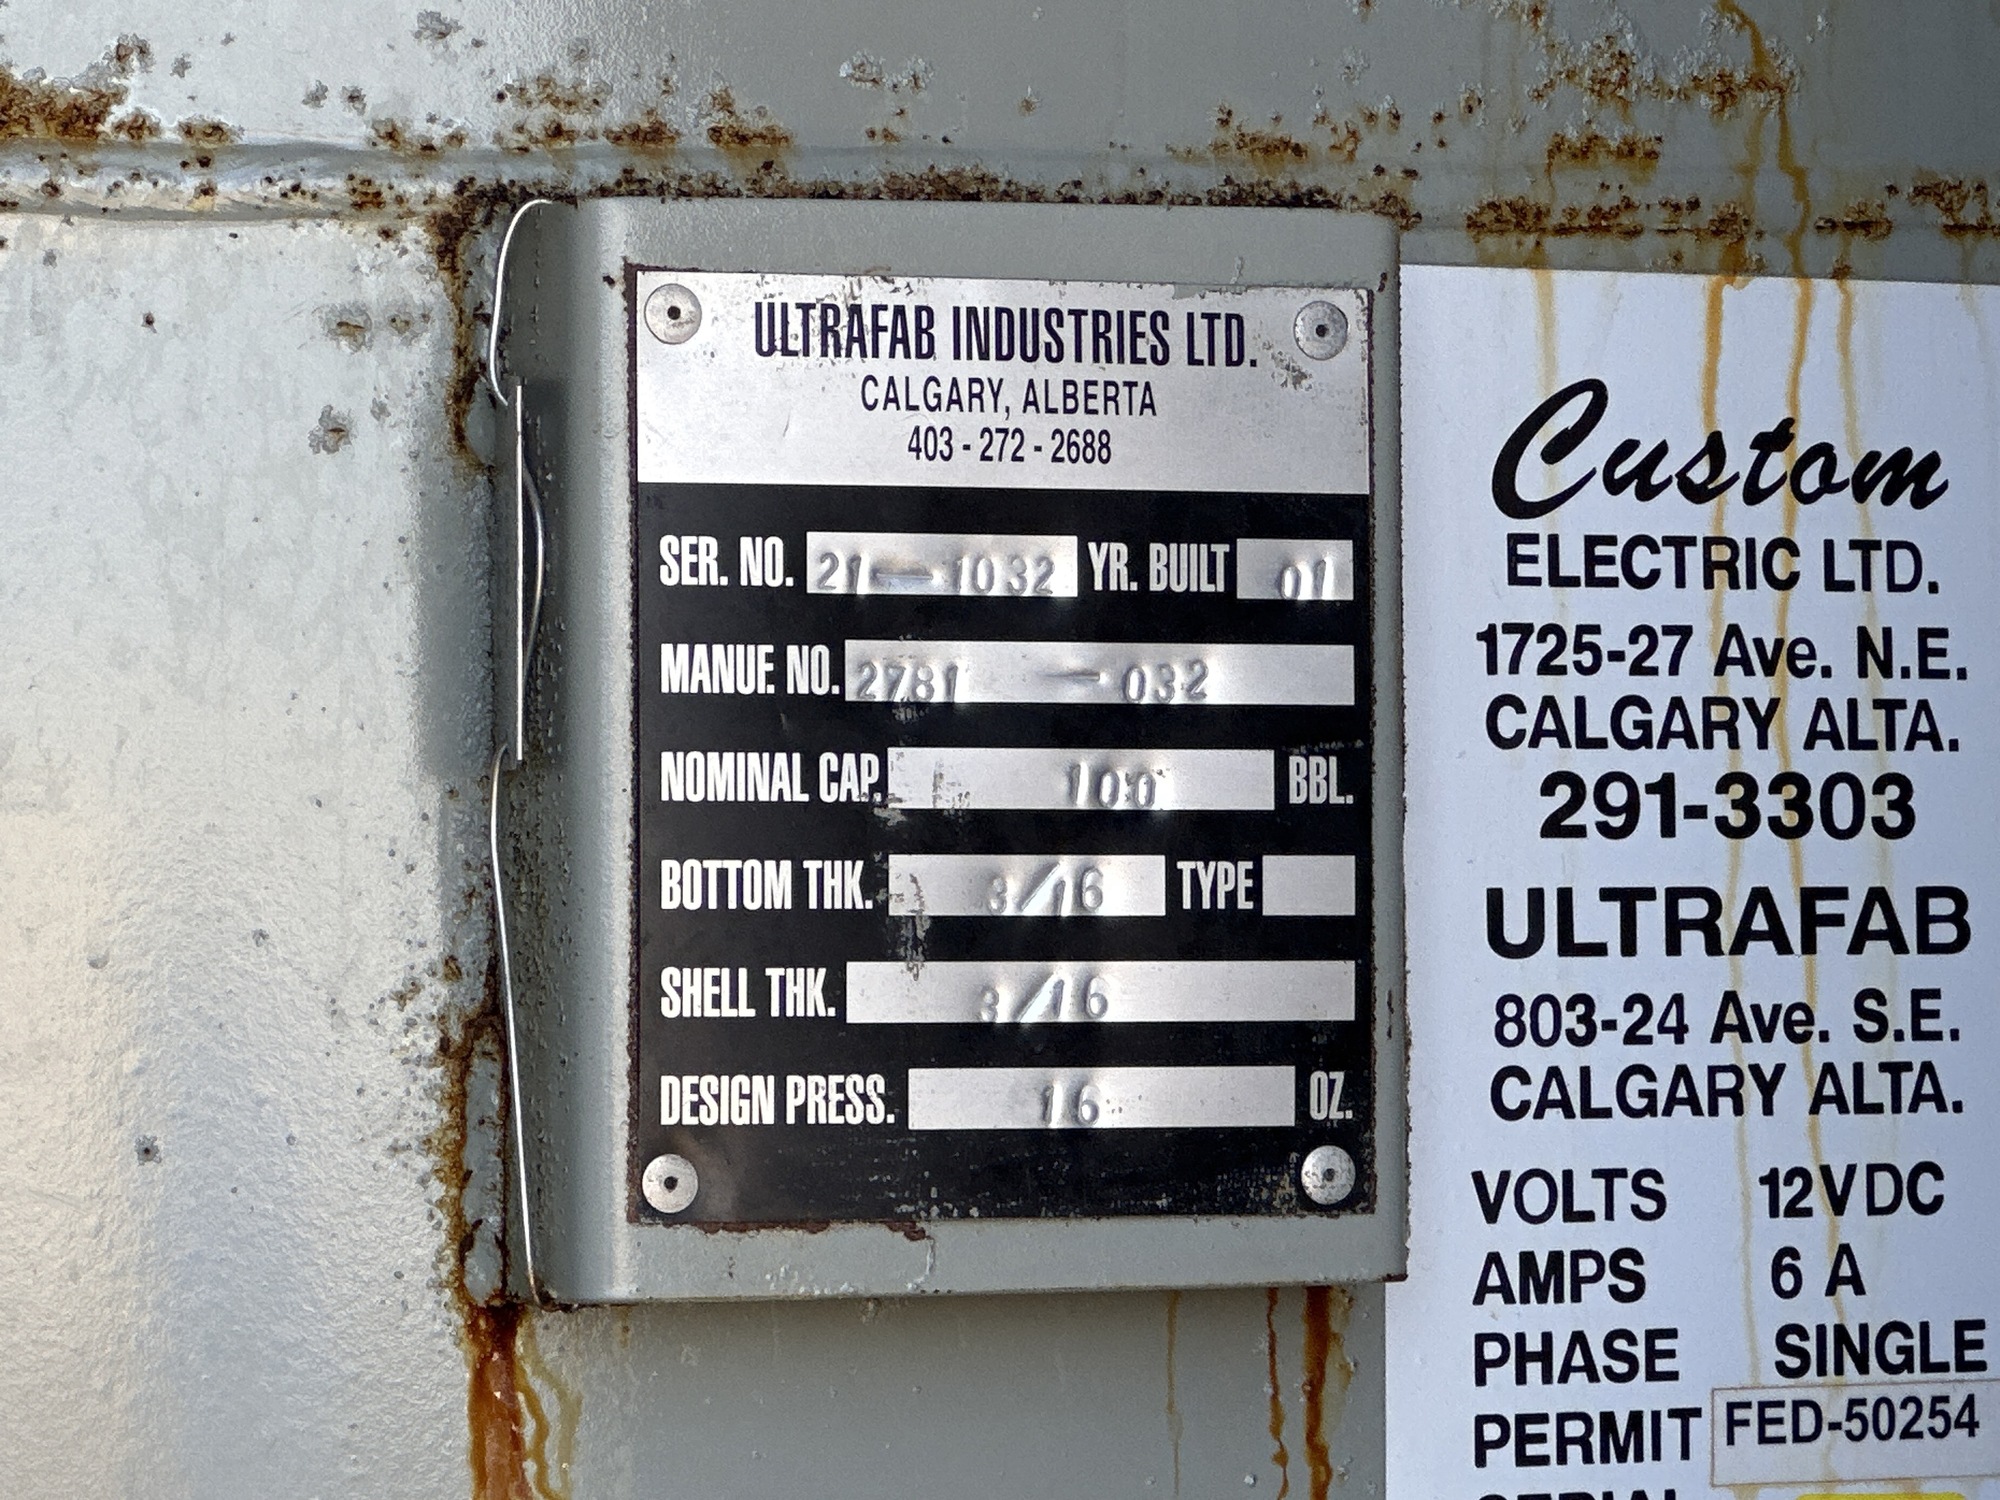 ULTRAFAB INDUSTRIES LTD.
CALGARY, ALBERTA
403 - 272 - 2688
SER. NO. 21 - 1032 YR. BUILT 01
MANUF. NO. 2781 - 032
NOMINAL CAP. 100 BBL.
BOTTOM THK. 3/16 TYPE
SHELL THK. 3/16
DESIGN PRESS. 16 OZ.
Custom
ELECTRIC LTD.
1725-27 Ave. N.E.
CALGARY ALTA.
291-3303
ULTRAFAB
803-24 Ave. S.E.
CALGARY ALTA.
VOLTS 12VDC
AMPS 6 A
PHASE SINGLE
PERMIT FED-50254